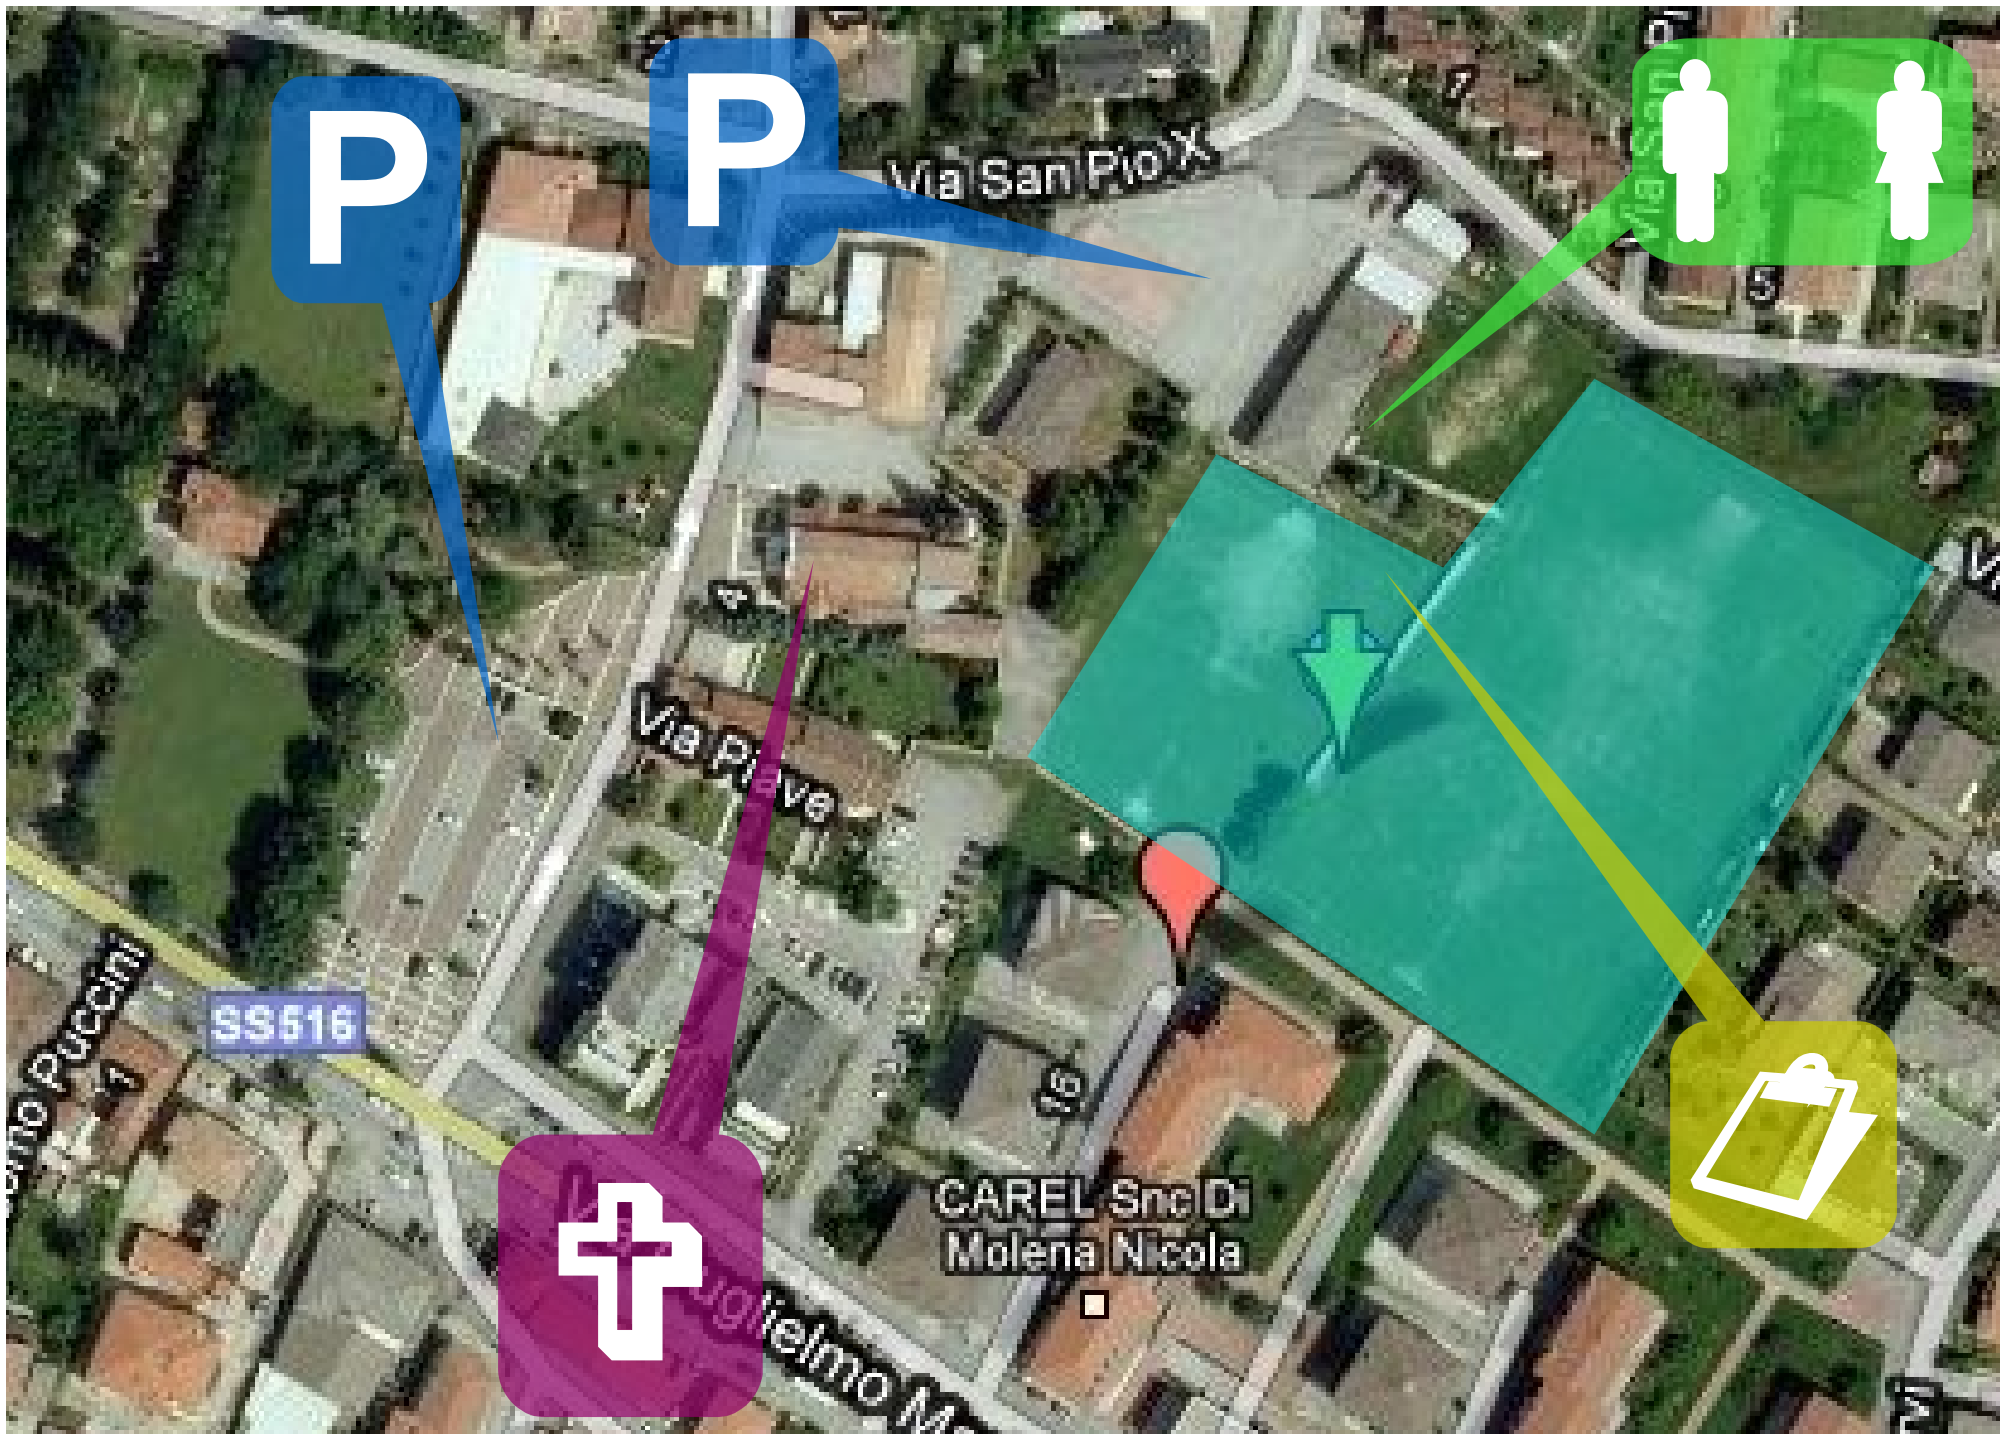 P
P
Via San Pio X
7
5
4
Via Piave
SS516
Puccini
1
16
CAREL Snc Di
Molena Nicola